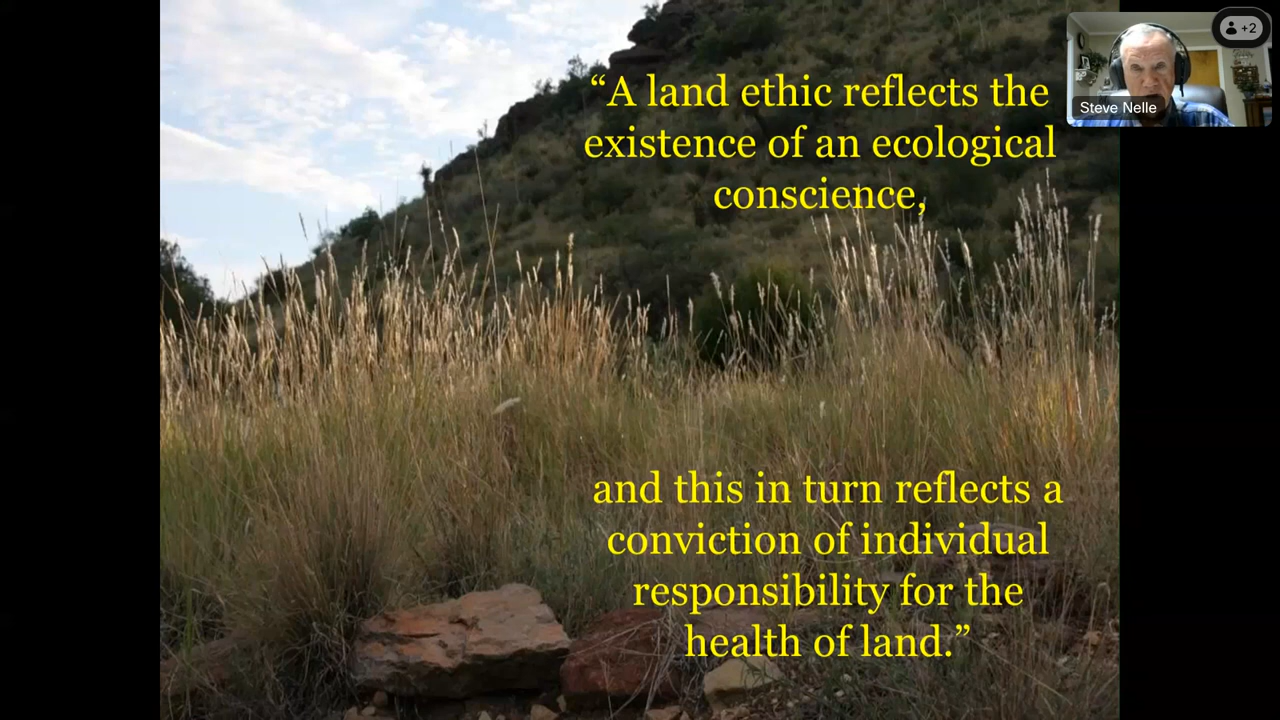 “A land ethic reflects the
existence of an ecological
conscience,
and this in turn reflects a
conviction of individual
responsibility for the
health of land.”
Steve Nelle
+2